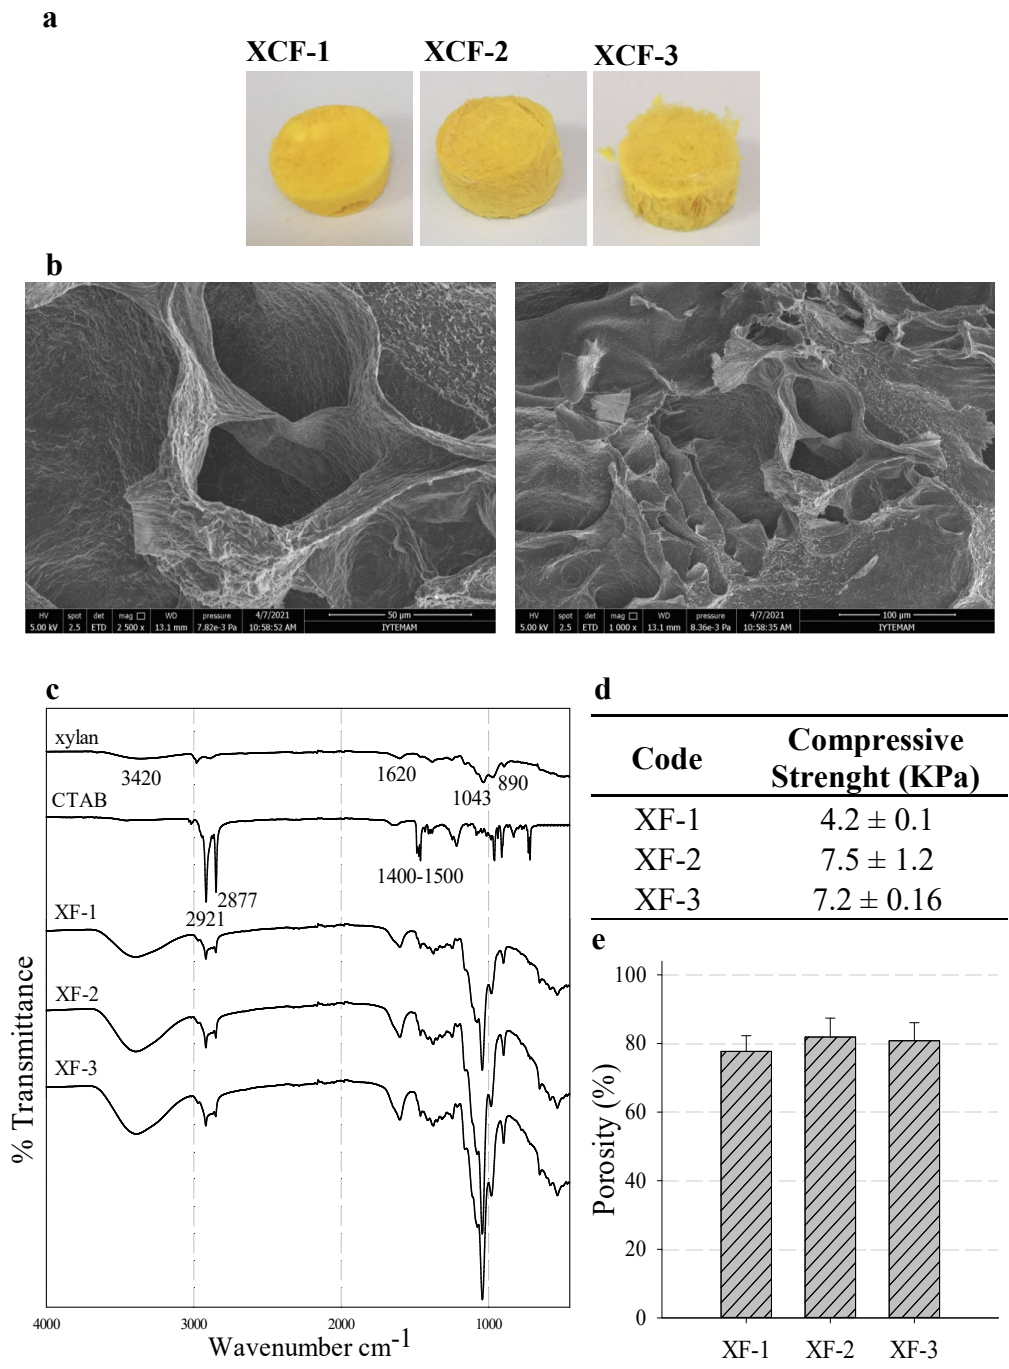 a
XCF-1
XCF-2
XCF-3
b
HV spot det mag WD pressure 4/7/2021 50 µm
5.00 kV 2.5 ETD 2 500 x 13.1 mm 7.82e-3 Pa 10:58:52 AM IYTEMAM
HV spot det mag WD pressure 4/7/2021 100 µm
5.00 kV 2.5 ETD 1 000 x 13.1 mm 8.36e-3 Pa 10:58:35 AM IYTEMAM
c
xylan
3420
1620
1043
890
CTAB
1400-1500
2877
2921
XF-1
XF-2
XF-3
% Transmittance
4000 3000 2000 1000
Wavenumber cm-1
d
Code Compressive Strenght (KPa)
XF-1 4.2 ± 0.1
XF-2 7.5 ± 1.2
XF-3 7.2 ± 0.16
e
100
80
60
40
20
0
Porosity (%)
XF-1 XF-2 XF-3